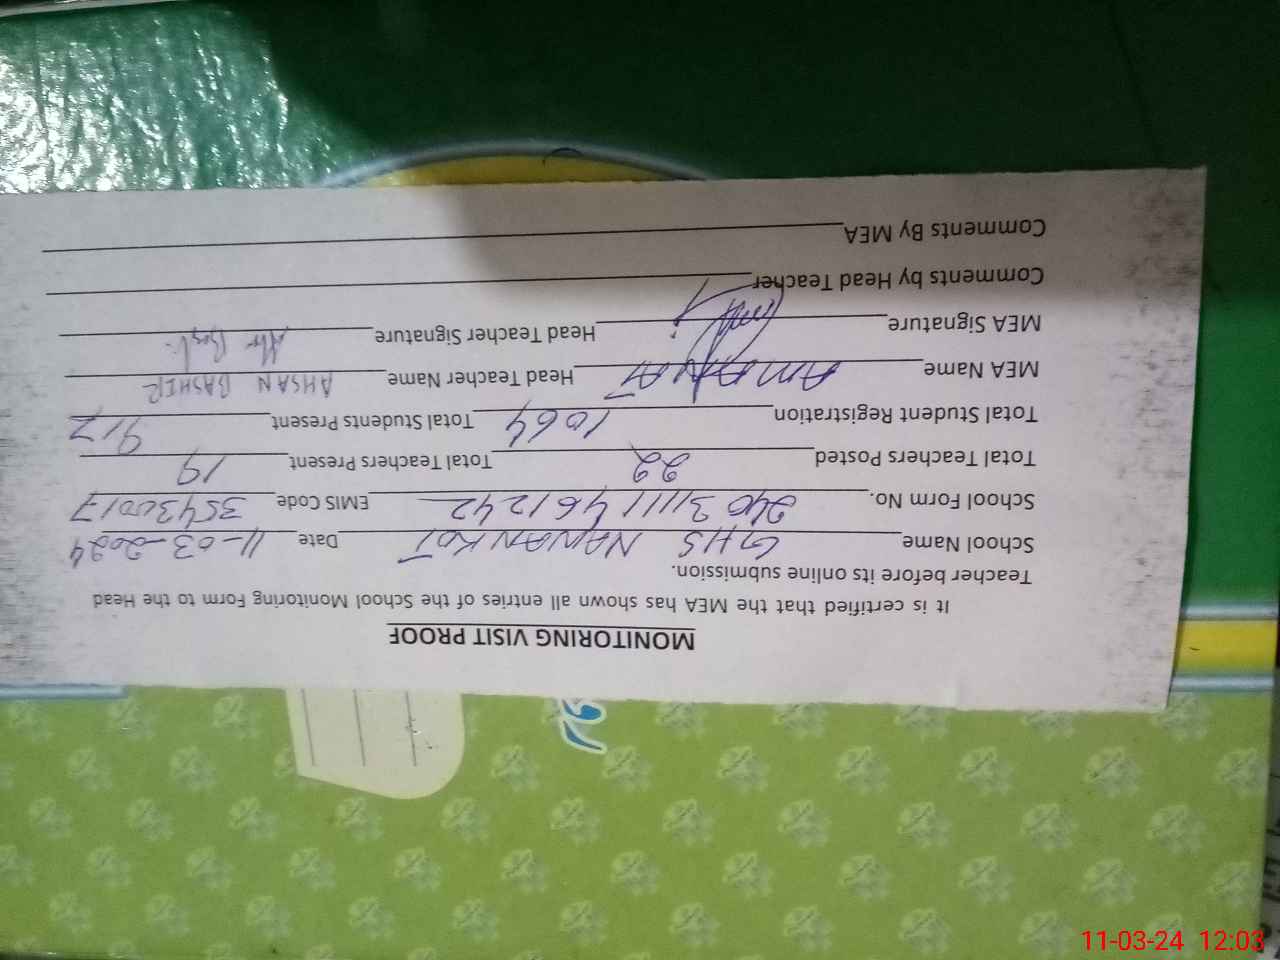 MONITORING VISIT PROOF
It is certified that the MEA has shown all entries of the School Monitoring Form to the Head
Teacher before its online submission.
School Name GHS NAWANKOT Date 11-03-2024
School Form No. 24031111461242 EMIS Code 35430017
Total Teachers Posted 22 Total Teachers Present 19
Total Student Registration 1064 Total Students Present 917
MEA Name AMANAT Head Teacher Name AHSAN BASHIR
MEA Signature Head Teacher Signature
Comments by Head Teacher
Comments By MEA
11-03-24 12:03